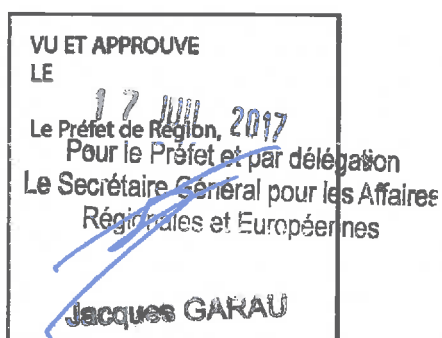 VU ET APPROUVE
LE
17 JUIL 2017
Le Préfet de Région,
Pour le Préfet et par délégation
Le Secrétaire Général pour les Affaires
Régionales et Européennes
Jacques GARAU